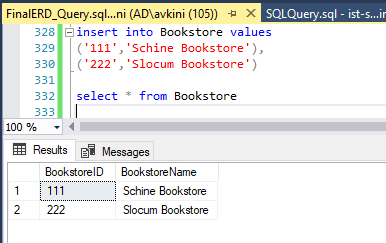 FinalERD_Query.sql...ni (AD\avkini (105))
SQLQuery.sql - ist-s...in
328 insert into Bookstore values
329 ('111','Schine Bookstore'),
330 ('222','Slocum Bookstore')
331
332 select * from Bookstore
333
100 %
Results Messages
BookstoreID BookstoreName
1 111 Schine Bookstore
2 222 Slocum Bookstore